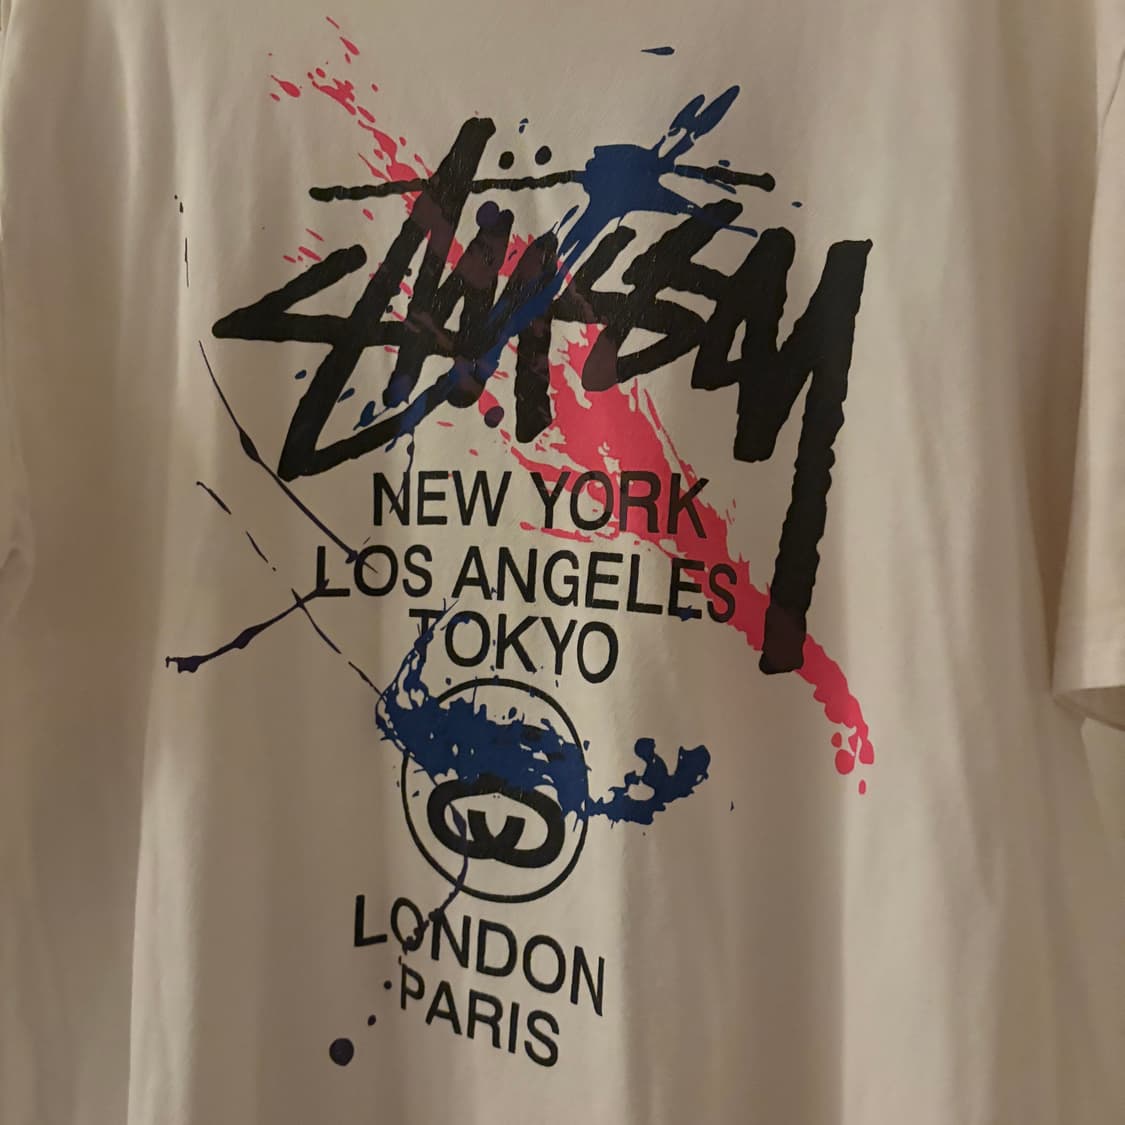 STÜSSY
NEW YORK
LOS ANGELES
TOKYO
LONDON
PARIS